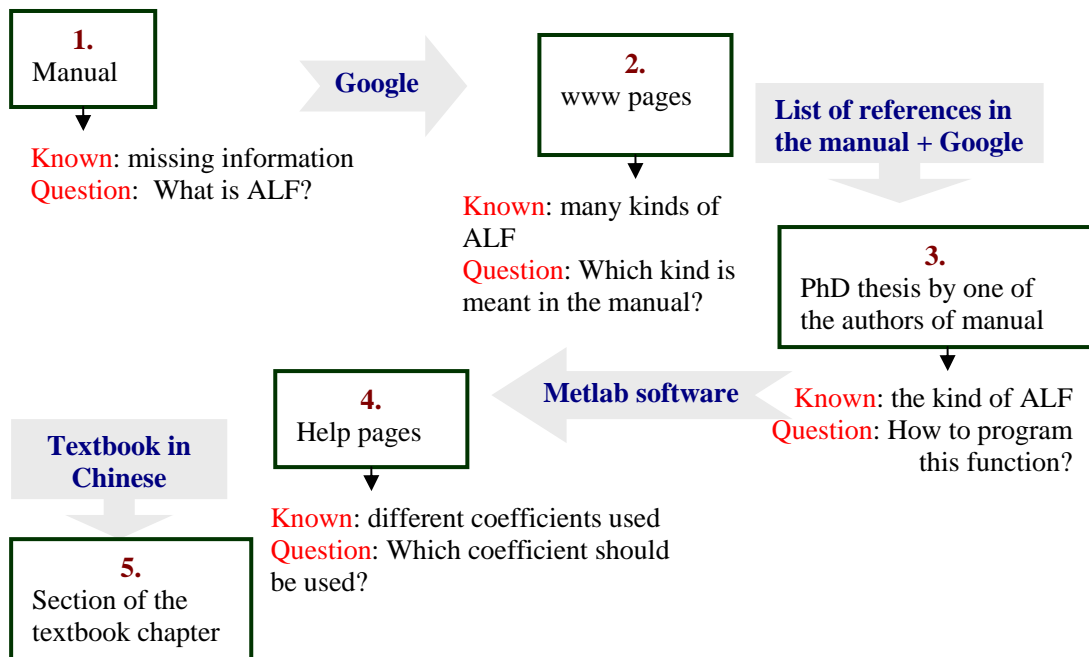 1.
Manual
Known: missing information
Question: What is ALF?
Google
2.
www pages
Known: many kinds of
ALF
Question: Which kind is
meant in the manual?
List of references in
the manual + Google
3.
PhD thesis by one of
the authors of manual
Known: the kind of ALF
Question: How to program
this function?
Metlab software
4.
Help pages
Known: different coefficients used
Question: Which coefficient should
be used?
Textbook in
Chinese
5.
Section of the
textbook chapter